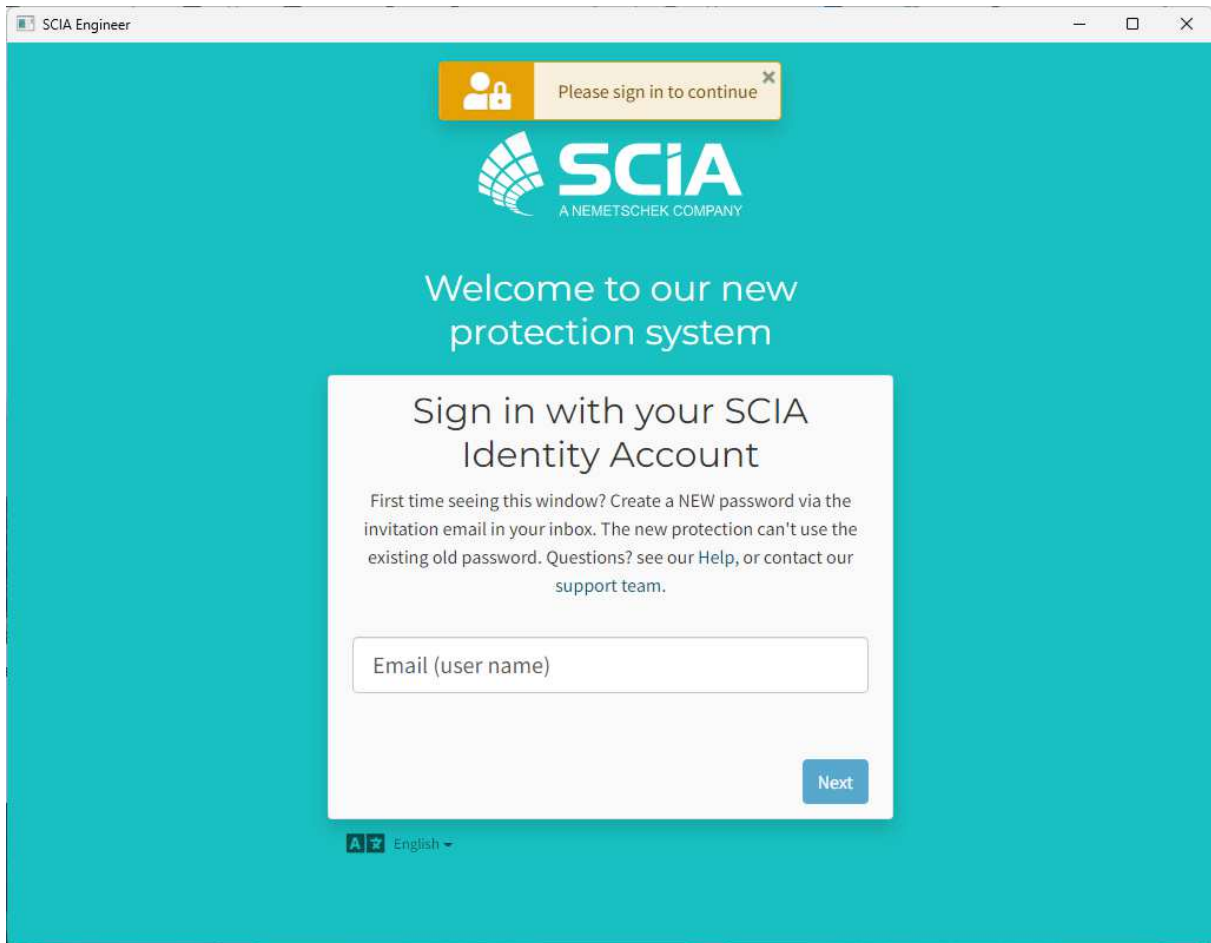 SCIA Engineer
Please sign in to continue
SCiA
A NEMETSCHEK COMPANY
Welcome to our new
protection system
Sign in with your SCIA
Identity Account
First time seeing this window? Create a NEW password via the
invitation email in your inbox. The new protection can't use the
existing old password. Questions? see our Help, or contact our
support team.
Email (user name)
Next
English